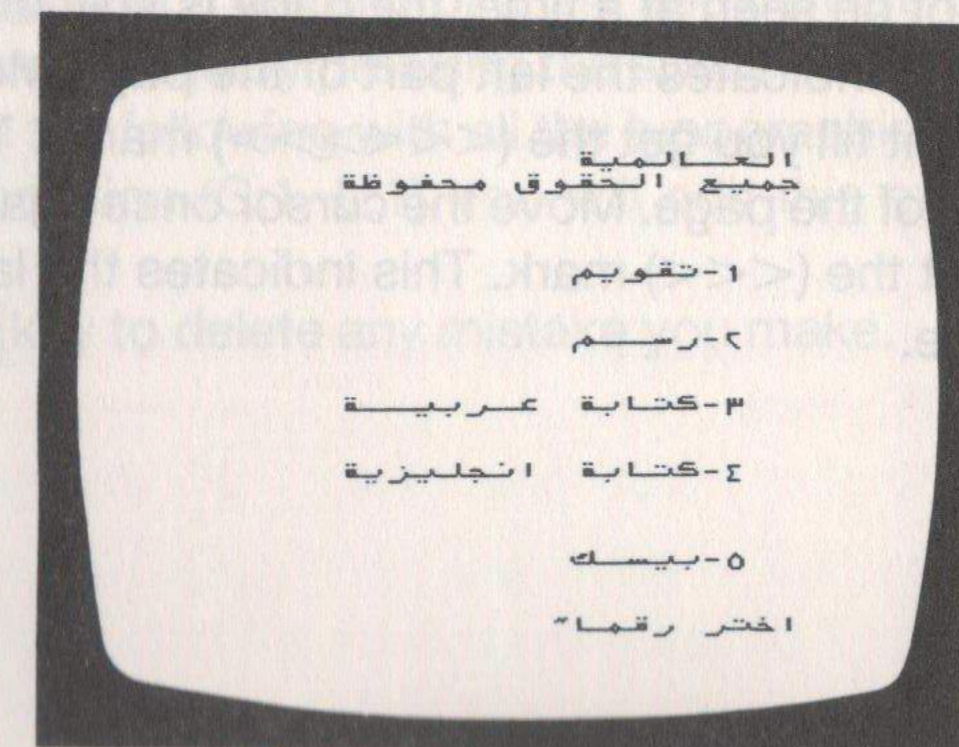 العالمية
جميع الحقوق محفوظة
١-تقويم
٢-رسم
٣-كتابة عربية
٤-كتابة انجليزية
٥-بيسك
اختر رقما"